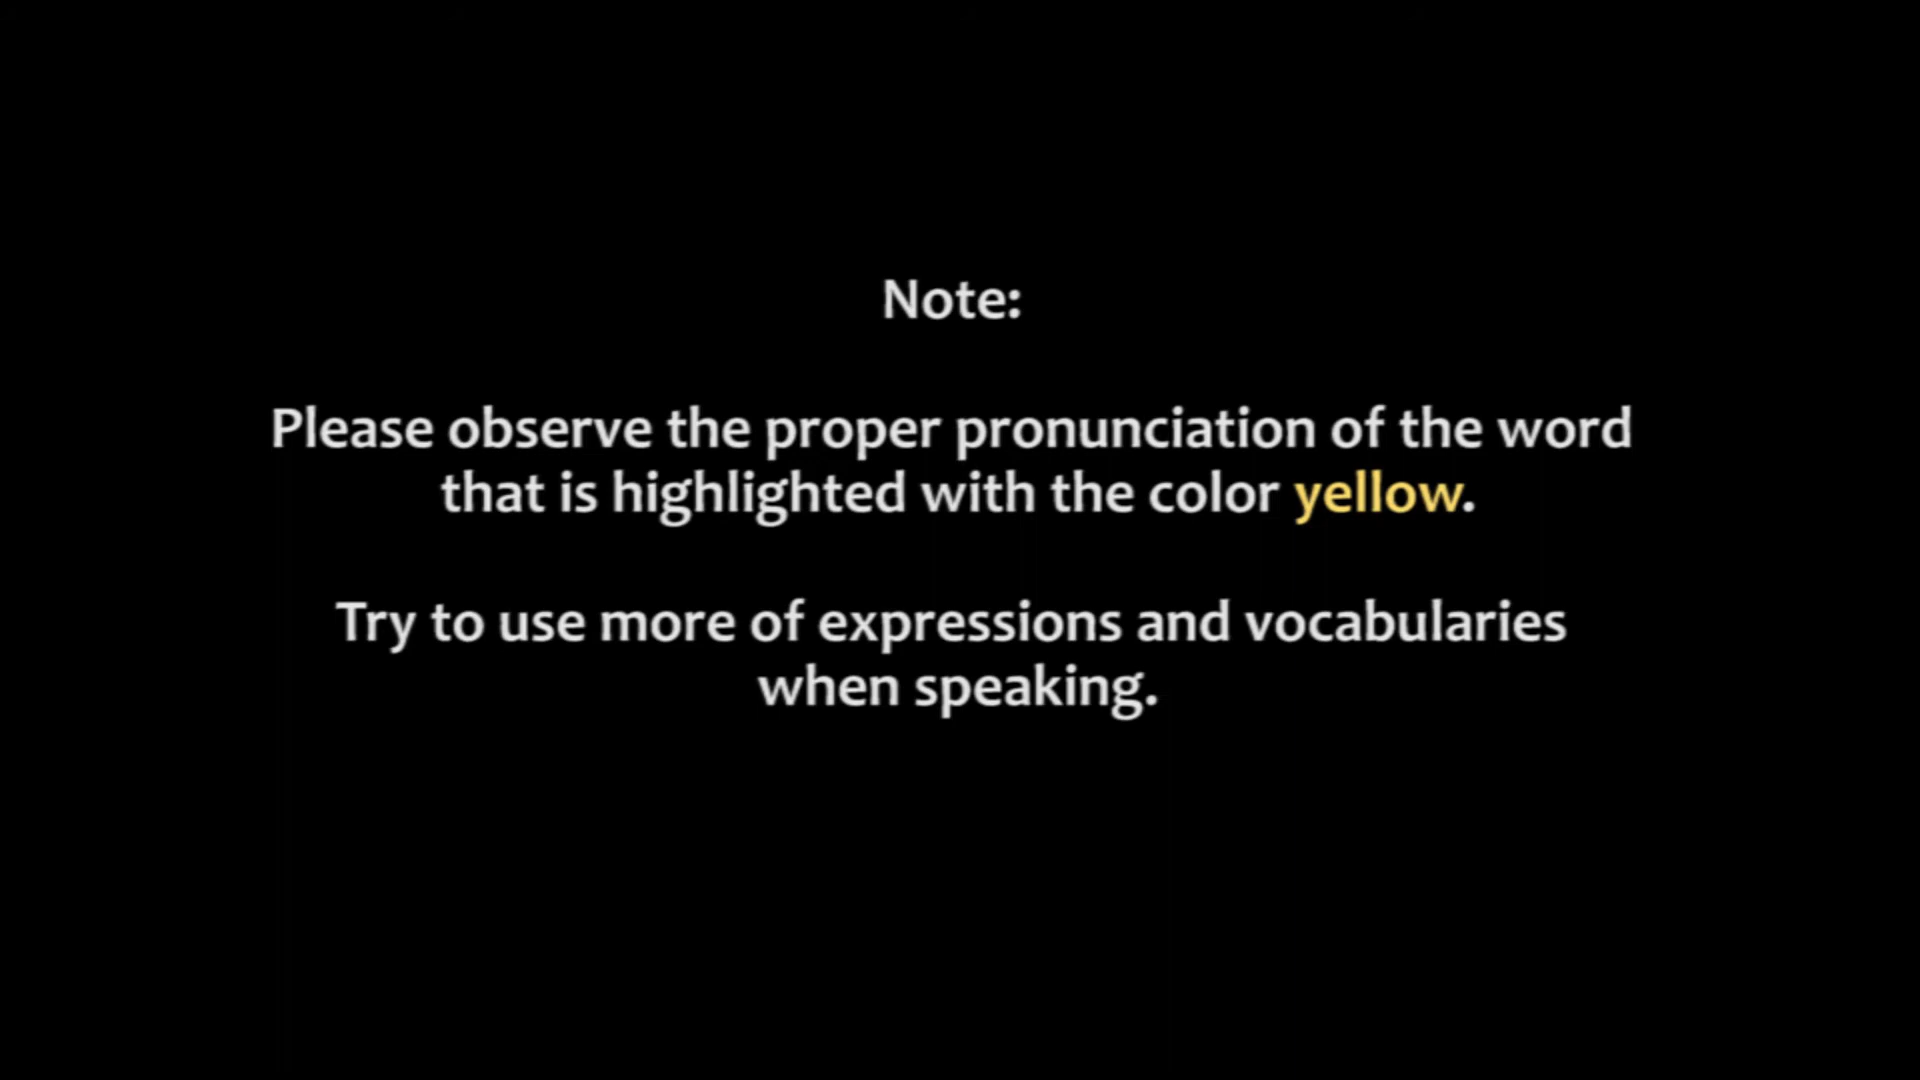 Note:
Please observe the proper pronunciation of the word
that is highlighted with the color yellow.
Try to use more of expressions and vocabularies
when speaking.